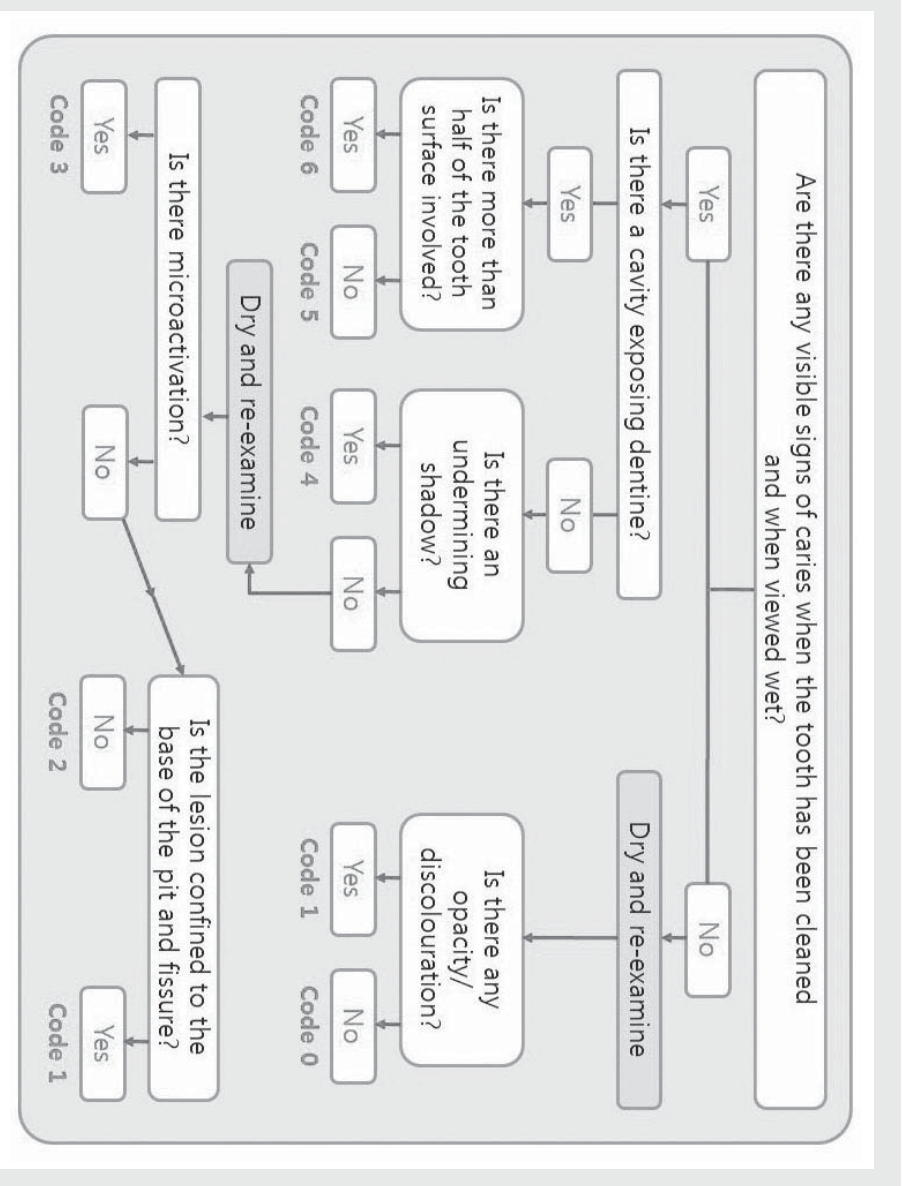 Are there any visible signs of caries when the tooth has been cleaned
and when viewed wet?
Yes
No
Is there a cavity exposing dentine?
Dry and re-examine
Yes
No
Is there more than
half of the tooth
surface involved?
Is there an
undermining
shadow?
Is there any
opacity/
discolouration?
Yes
No
Yes
No
Yes
No
Code 6
Code 5
Code 4
Code 1
Code 0
Dry and re-examine
Is there microactivation?
Is the lesion confined to the
base of the pit and fissure?
Yes
No
No
Yes
Code 3
Code 2
Code 1